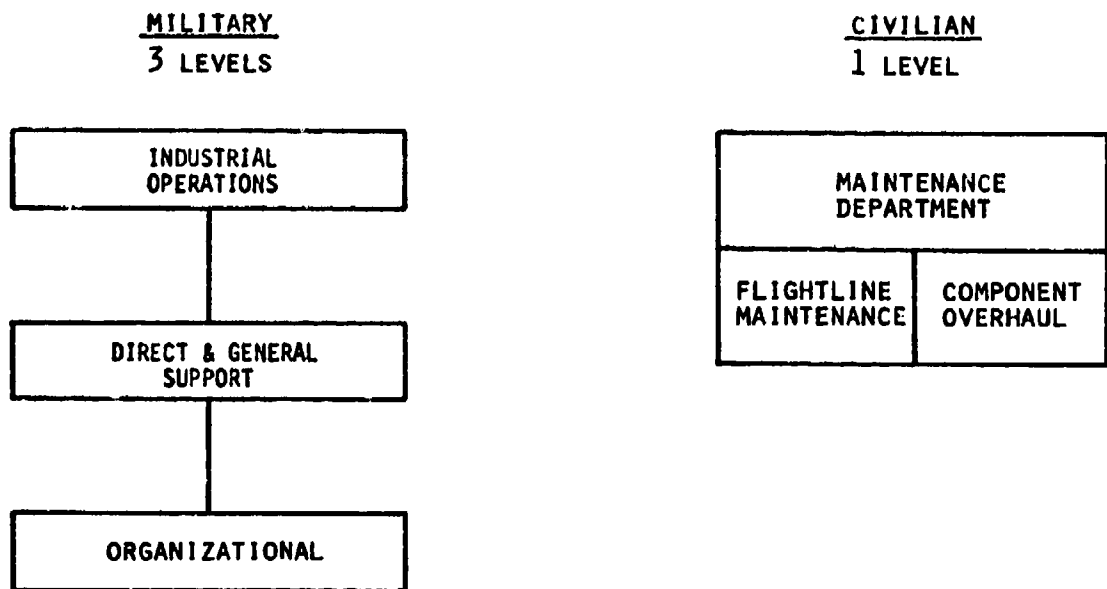 MILITARY
3 LEVELS
INDUSTRIAL
OPERATIONS
DIRECT & GENERAL
SUPPORT
ORGANIZATIONAL
CIVILIAN
1 LEVEL
MAINTENANCE
DEPARTMENT
FLIGHTLINE
MAINTENANCE
COMPONENT
OVERHAUL